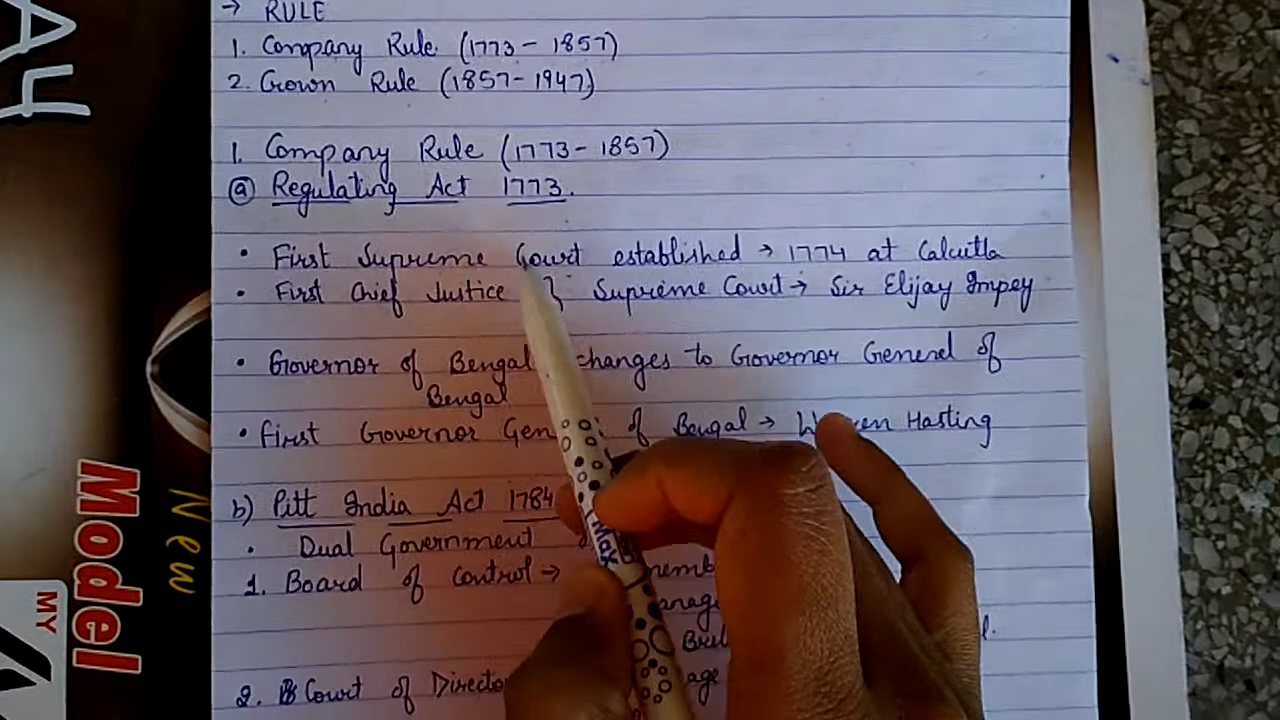 → RULE
1. Company Rule (1773 - 1857)
2. Crown Rule (1857-1947)
1. Company Rule (1773-1857)
ⓐ Regulating Act 1773.
• First Supreme Court established → 1774 at Calcutta
• First Chief Justice } Supreme Court → Sir Elijay Impey
• Governor of Bengal changes to Governor General of
Bengal
• First Governor Gen of Bengal → Hasting
b) Pitt India Act 1784
• Dual Government
1. Board of Control →
2. Court of
A4
New
Model
MY
Max